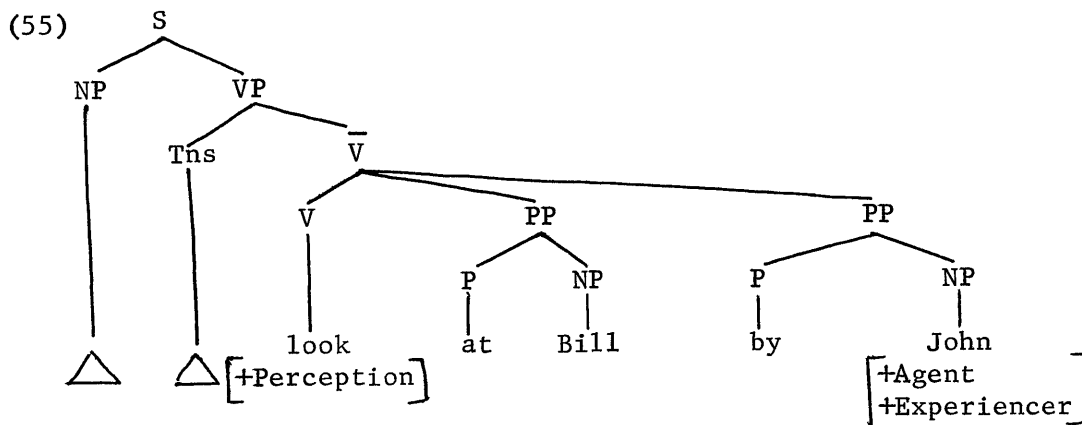 (55) S
NP VP
Tns V̅
V PP PP
P NP P NP
look at Bill by John
[+Perception] [+Agent
+Experiencer]